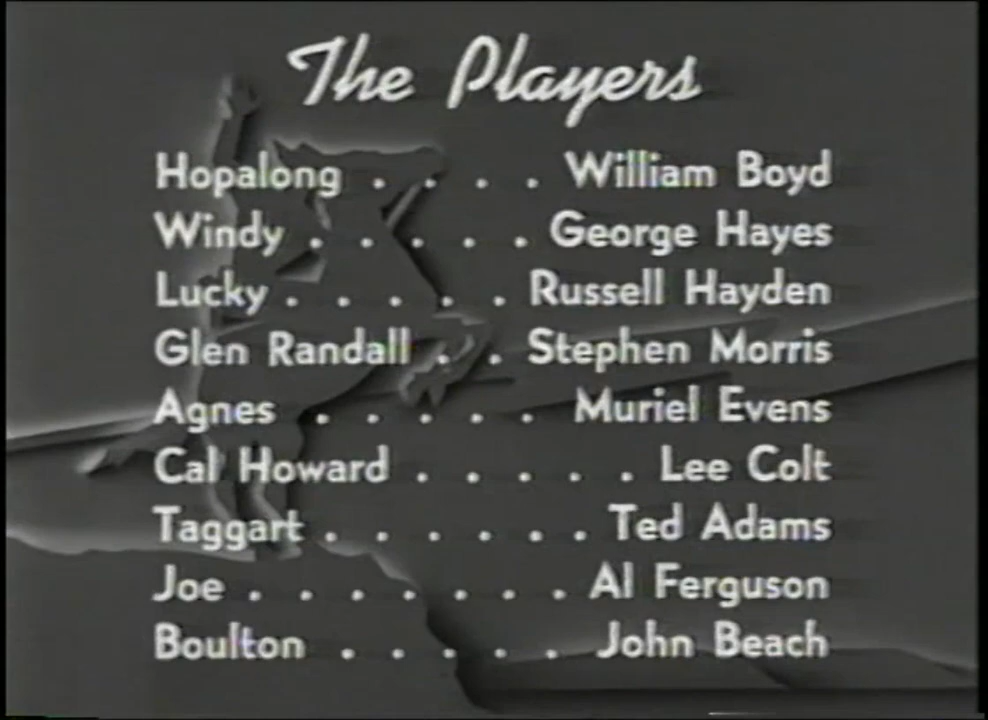 The Players
Hopalong . . . . William Boyd
Windy . . . . . George Hayes
Lucky . . . . . Russell Hayden
Glen Randall . . Stephen Morris
Agnes . . . . . Muriel Evens
Cal Howard . . . . . Lee Colt
Taggart . . . . . . Ted Adams
Joe . . . . . . . Al Ferguson
Boulton . . . . . John Beach